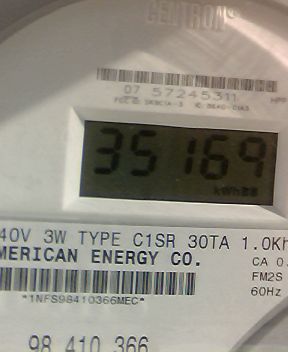 CENTRON®
07 57245311
35169
kWh
40V 3W TYPE C1SR 30TA 1.0Kh
MERICAN ENERGY CO.
CA 0.
FM2S
60Hz
*1NFS98410366MEC*
98 410 366